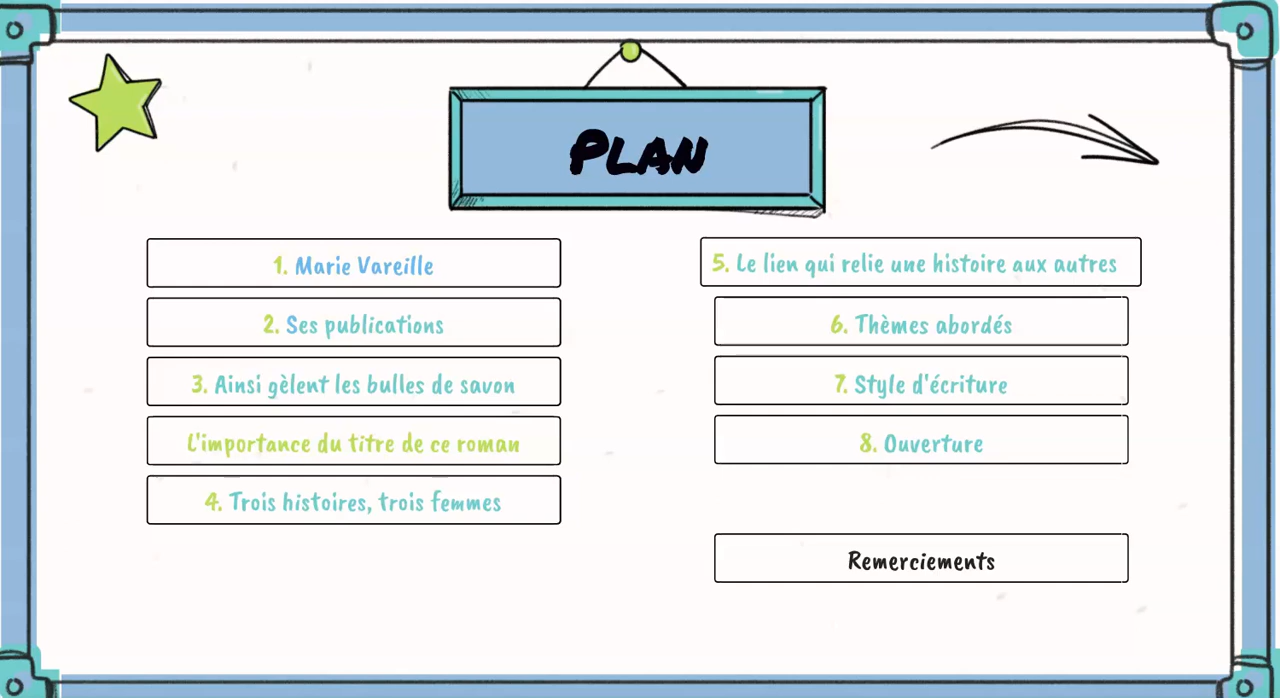 Plan
1. Marie Vareille
2. Ses publications
3. Ainsi gèlent les bulles de savon
L'importance du titre de ce roman
4. Trois histoires, trois femmes
5. Le lien qui relie une histoire aux autres
6. Thèmes abordés
7. Style d'écriture
8. Ouverture
Remerciements